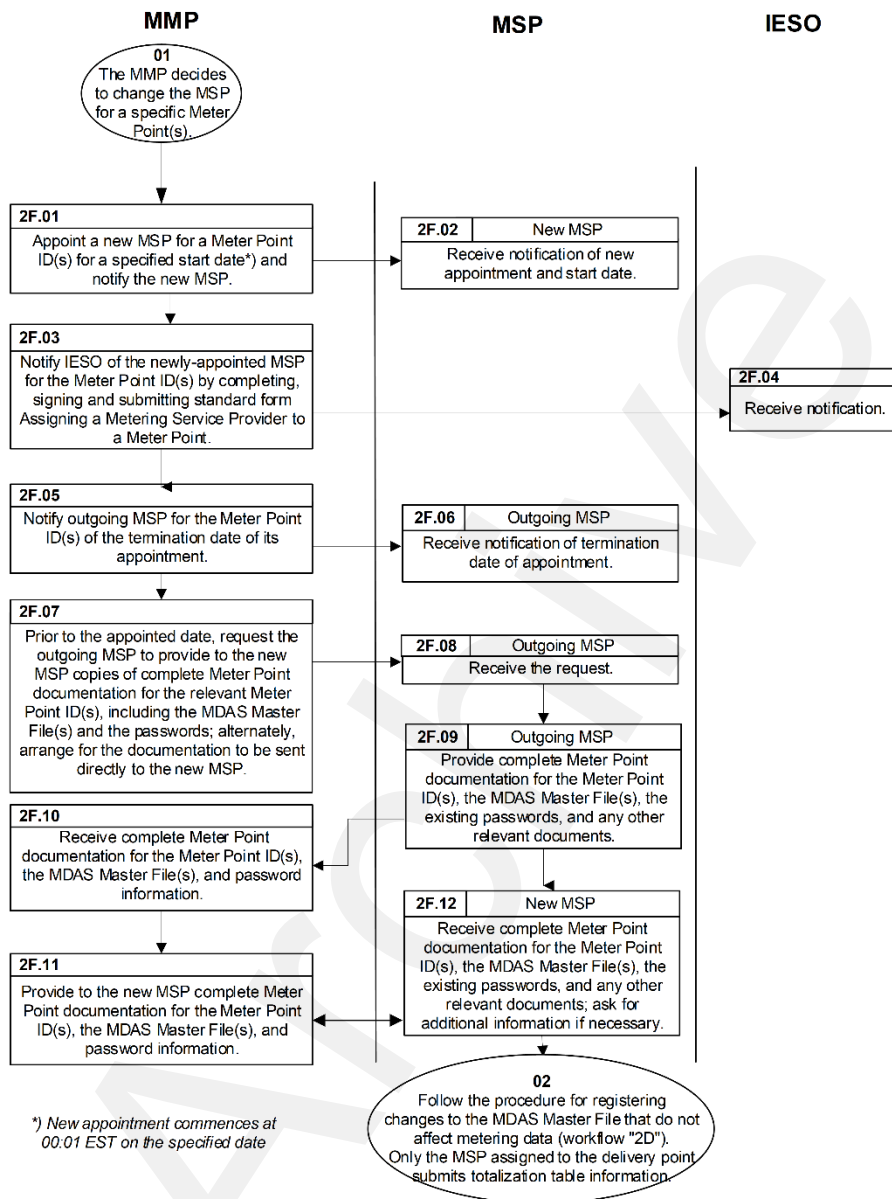 MMP
MSP
IESO
01
The MMP decides
to change the MSP
for a specific Meter
Point(s).
2F.01
Appoint a new MSP for a Meter Point
ID(s) for a specified start date*) and
notify the new MSP.
2F.02
New MSP
Receive notification of new
appointment and start date.
2F.03
Notify IESO of the newly-appointed MSP
for the Meter Point ID(s) by completing,
signing and submitting standard form
Assigning a Metering Service Provider to
a Meter Point.
2F.04
Receive notification.
2F.05
Notify outgoing MSP for the Meter Point
ID(s) of the termination date of its
appointment.
2F.06
Outgoing MSP
Receive notification of termination
date of appointment.
2F.07
Prior to the appointed date, request the
outgoing MSP to provide to the new
MSP copies of complete Meter Point
documentation for the relevant Meter
Point ID(s), including the MDAS Master
File(s) and the passwords; alternately,
arrange for the documentation to be sent
directly to the new MSP.
2F.08
Outgoing MSP
Receive the request.
2F.09
Outgoing MSP
Provide complete Meter Point
documentation for the Meter Point
ID(s), the MDAS Master File(s), the
existing passwords, and any other
relevant documents.
2F.10
Receive complete Meter Point
documentation for the Meter Point ID(s),
the MDAS Master File(s), and password
information.
2F.12
New MSP
Receive complete Meter Point
documentation for the Meter Point
ID(s), the MDAS Master File(s), the
existing passwords, and any other
relevant documents; ask for
additional information if necessary.
2F.11
Provide to the new MSP complete Meter
Point documentation for the Meter Point
ID(s), the MDAS Master File(s), and
password information.
02
Follow the procedure for registering
changes to the MDAS Master File that do not
affect metering data (workflow "2D").
Only the MSP assigned to the delivery point
submits totalization table information.
*) New appointment commences at
00:01 EST on the specified date
Archive